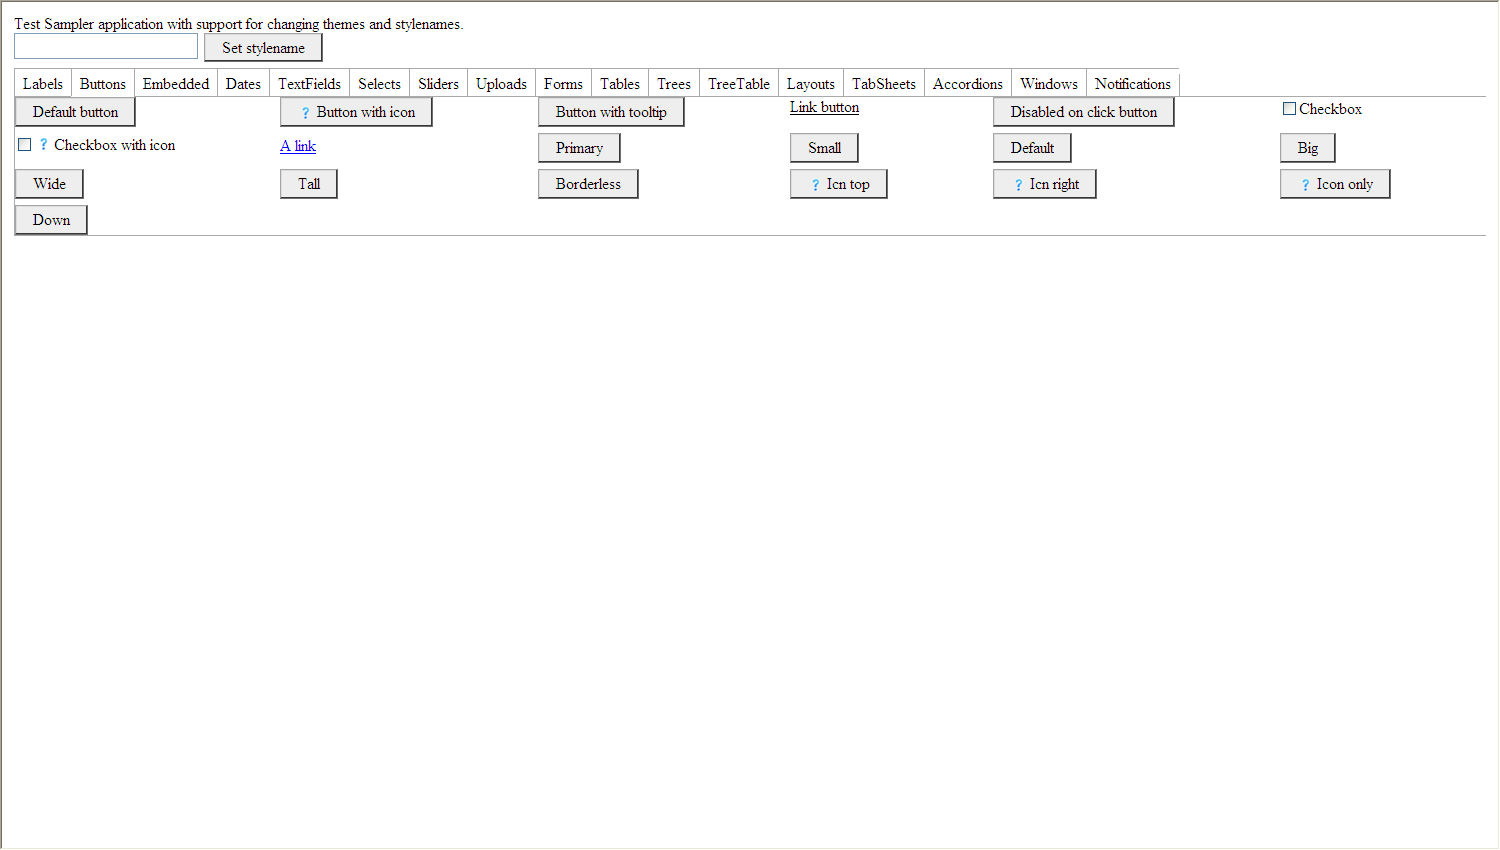 Test Sampler application with support for changing themes and stylenames.
Set stylename
Labels Buttons Embedded Dates TextFields Selects Sliders Uploads Forms Tables Trees TreeTable Layouts TabSheets Accordions Windows Notifications
Default button ? Button with icon Button with tooltip Link button Disabled on click button Checkbox
? Checkbox with icon A link Primary Small Default Big
Wide Tall Borderless ? Icn top ? Icn right ? Icon only
Down